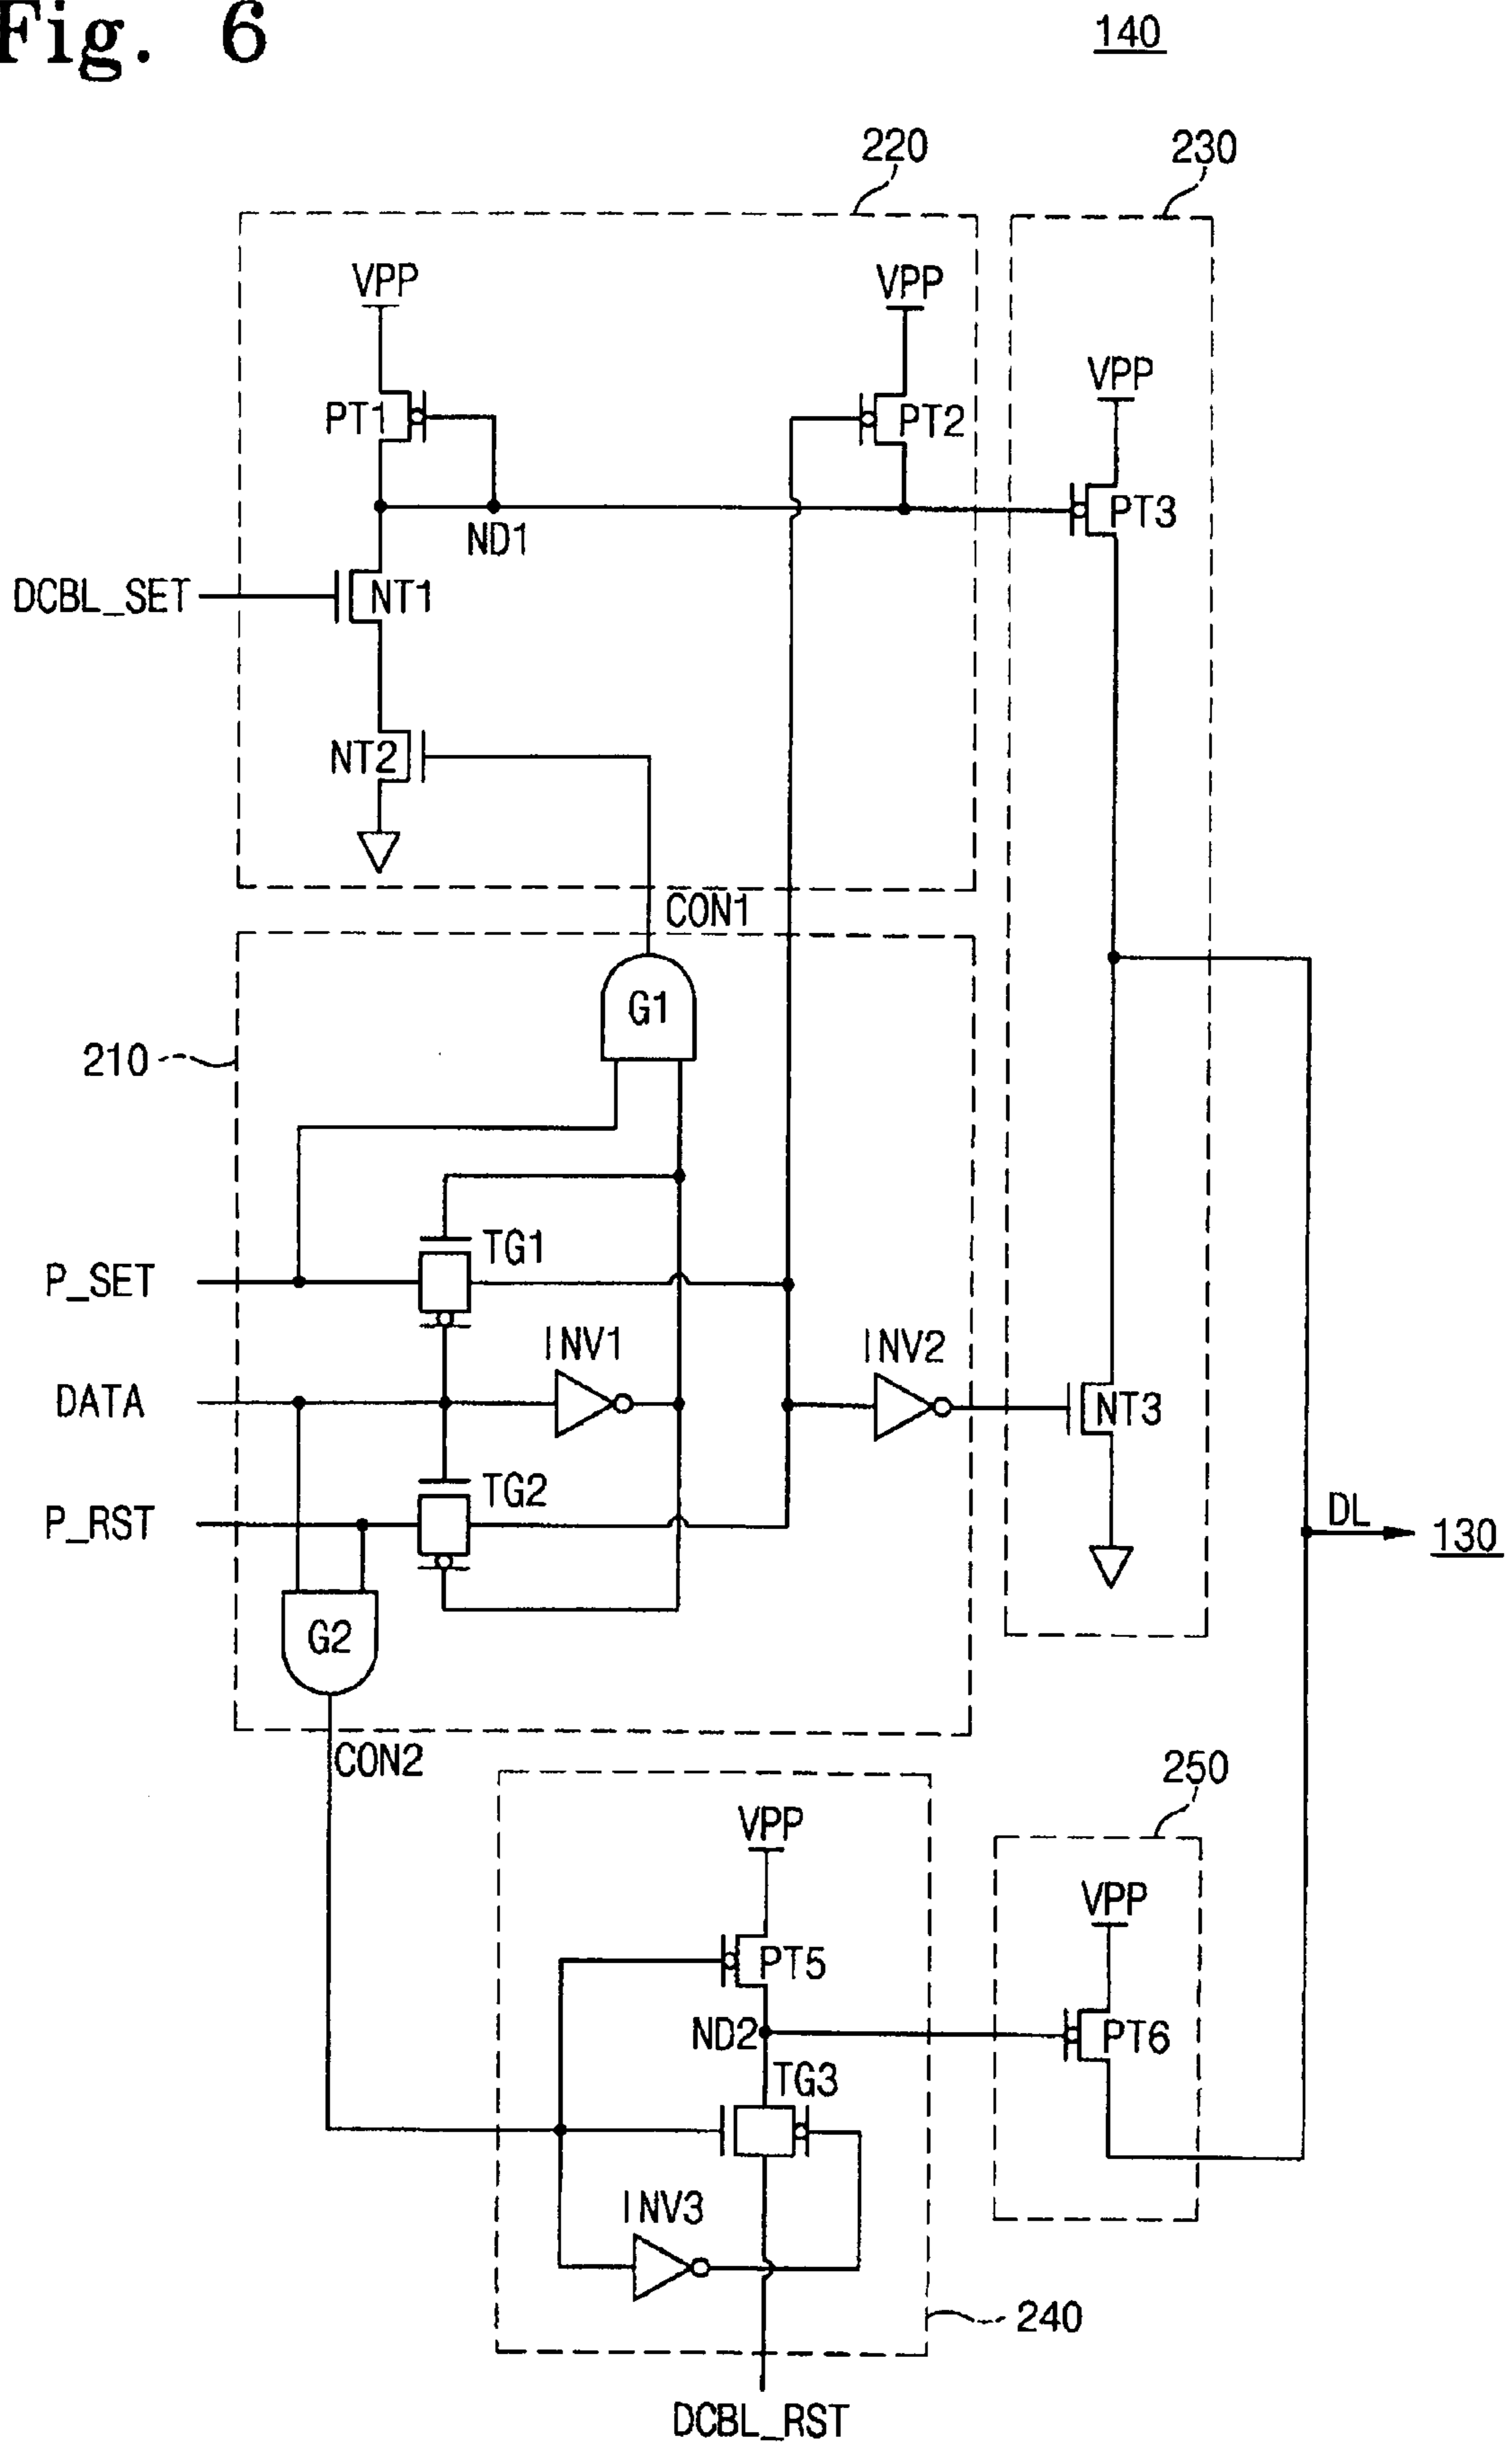 Fig. 6
140
220
230
VPP
VPP
VPP
PT1
PT2
PT3
ND1
DCBL_SET
NT1
NT2
CON1
G1
210
TG1
P_SET
INV1
INV2
DATA
NT3
TG2
P_RST
DL
130
G2
CON2
250
VPP
VPP
PT5
ND2
PT6
TG3
INV3
240
DCBL_RST